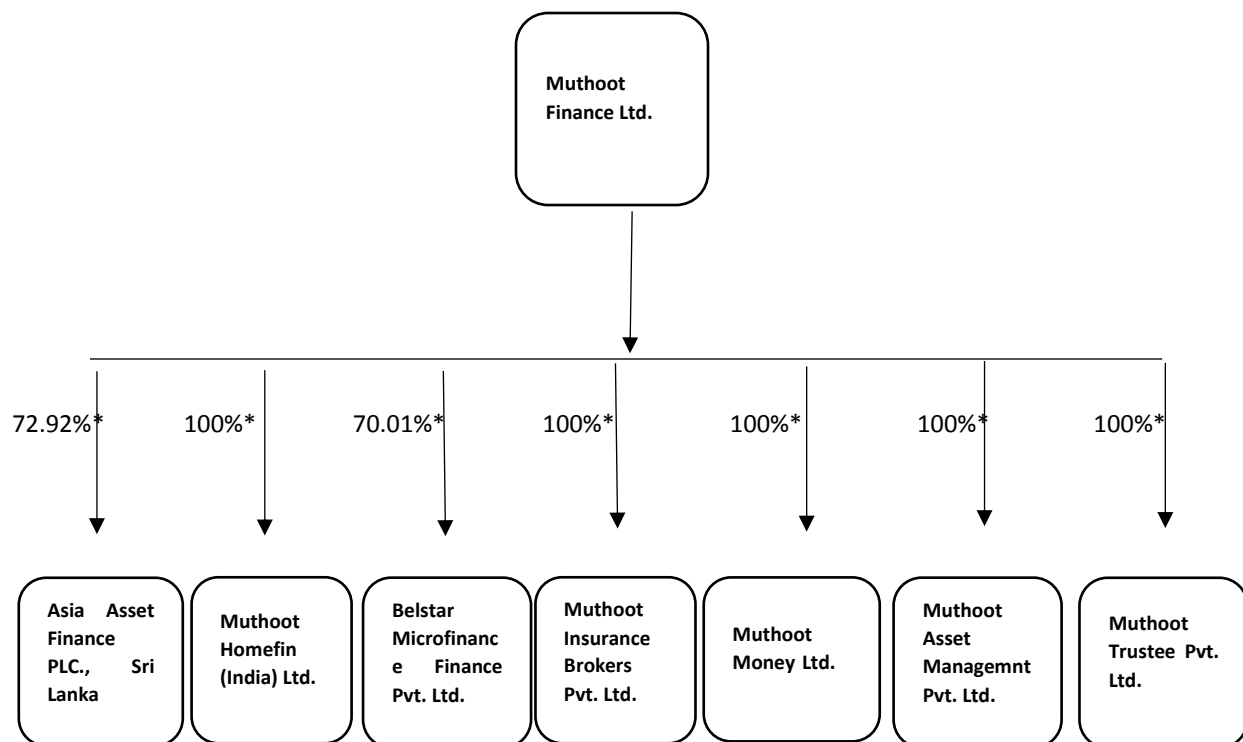 Muthoot
Finance Ltd.
72.92%*
100%*
70.01%*
100%*
100%*
100%*
100%*
Asia Asset
Finance
PLC., Sri
Lanka
Muthoot
Homefin
(India) Ltd.
Belstar
Microfinanc
e Finance
Pvt. Ltd.
Muthoot
Insurance
Brokers
Pvt. Ltd.
Muthoot
Money Ltd.
Muthoot
Asset
Managemnt
Pvt. Ltd.
Muthoot
Trustee Pvt.
Ltd.